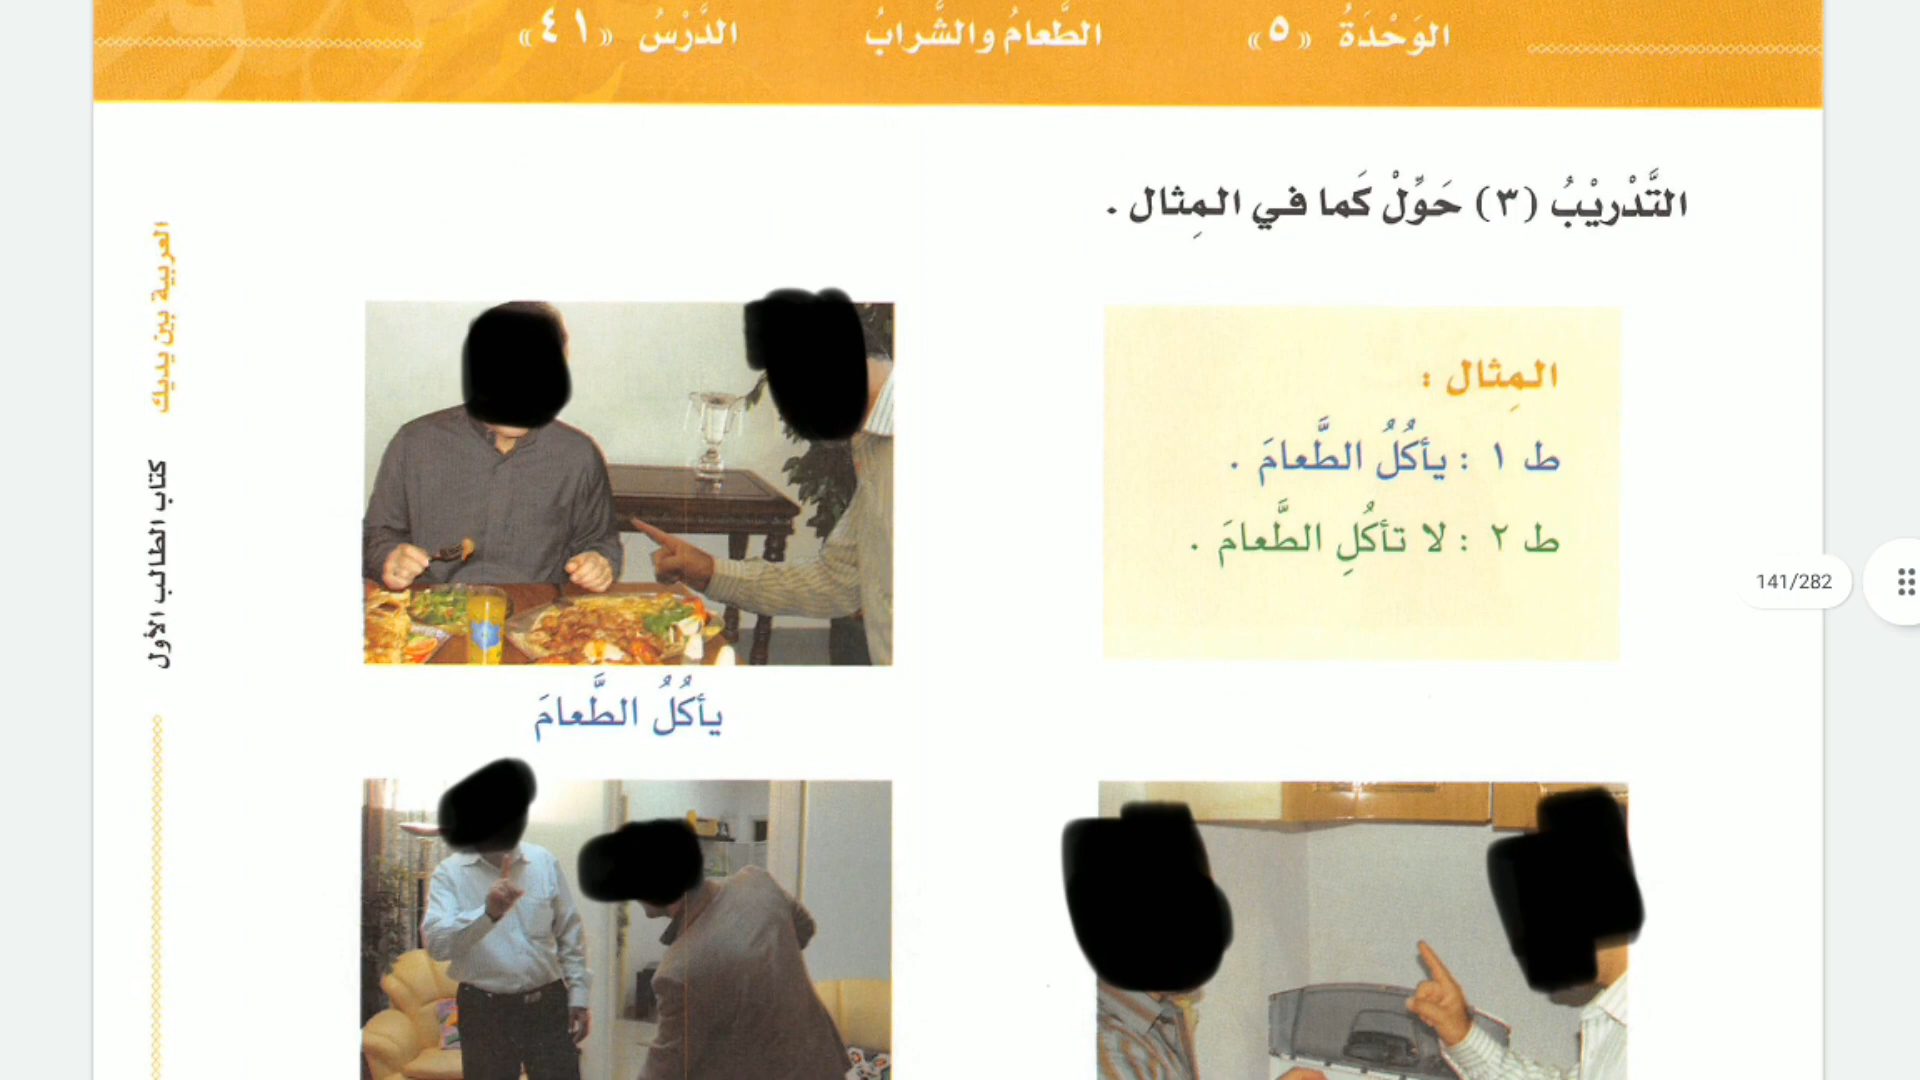 الوَحْدَةُ «٥» الطَّعامُ والشَّرابُ الدَّرْسُ «٤١»
التَّدْرِيْبُ (٣) حَوِّلْ كَما في المِثال .
المِثال :
ط ١ : يأكُلُ الطَّعامَ .
ط ٢ : لا تأكُلِ الطَّعامَ .
يأكُلُ الطَّعامَ
العربية بين يديك
كتاب الطالب الأول
141/282